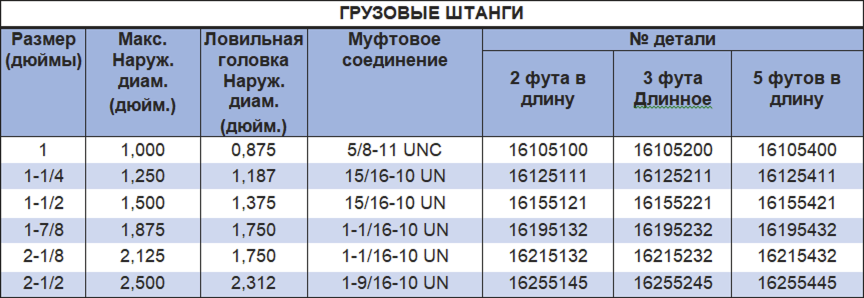 ГРУЗОВЫЕ ШТАНГИ
Размер (дюймы) Макс. Наруж. диам. (дюйм.) Ловильная головка Наруж. диам. (дюйм.) Муфтовое соединение № детали
2 фута в длину 3 фута Длинное 5 футов в длину
1 1,000 0,875 5/8-11 UNC 16105100 16105200 16105400
1-1/4 1,250 1,187 15/16-10 UN 16125111 16125211 16125411
1-1/2 1,500 1,375 15/16-10 UN 16155121 16155221 16155421
1-7/8 1,875 1,750 1-1/16-10 UN 16195132 16195232 16195432
2-1/8 2,125 1,750 1-1/16-10 UN 16215132 16215232 16215432
2-1/2 2,500 2,312 1-9/16-10 UN 16255145 16255245 16255445